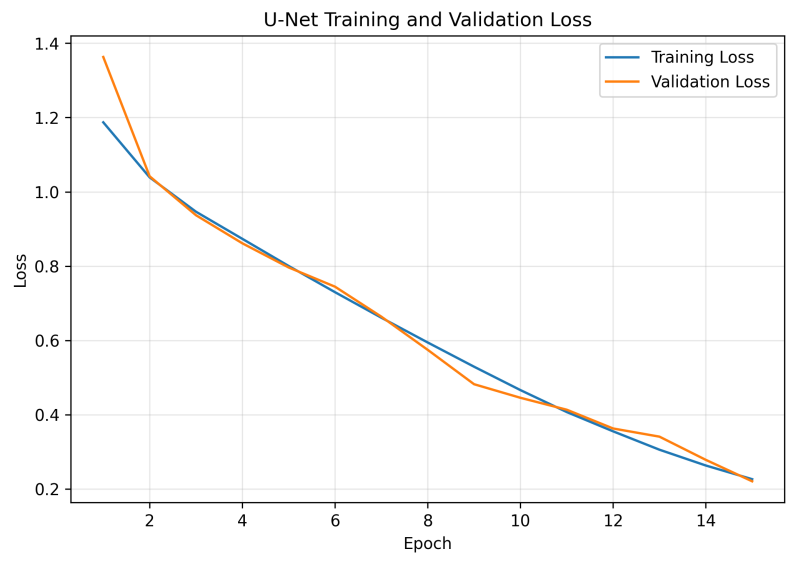 U-Net Training and Validation Loss
Training Loss
Validation Loss
1.4
1.2
1.0
0.8
0.6
0.4
0.2
Loss
2 4 6 8 10 12 14
Epoch